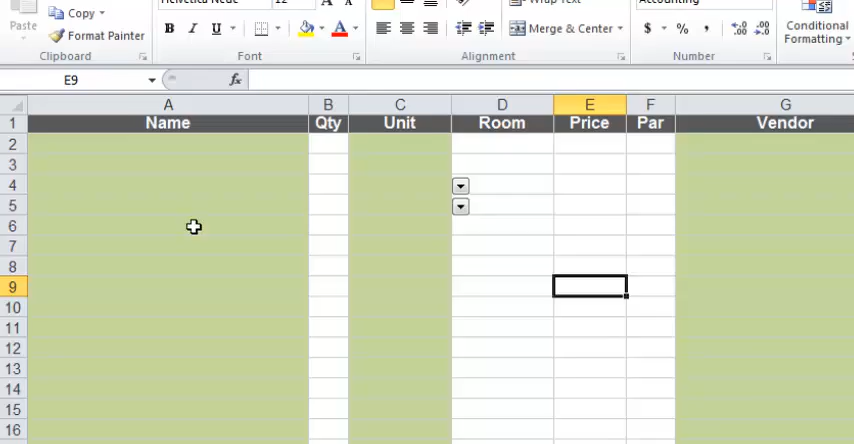 Copy
Paste
Format Painter
Clipboard
12
A
A
B I U
A
Font
Merge & Center
Alignment
$ %
Number
Conditional
Formatting
E9
fx
A B C D E F G
1 Name Qty Unit Room Price Par Vendor
2
3
4
5
6
7
8
9
10
11
12
13
14
15
16